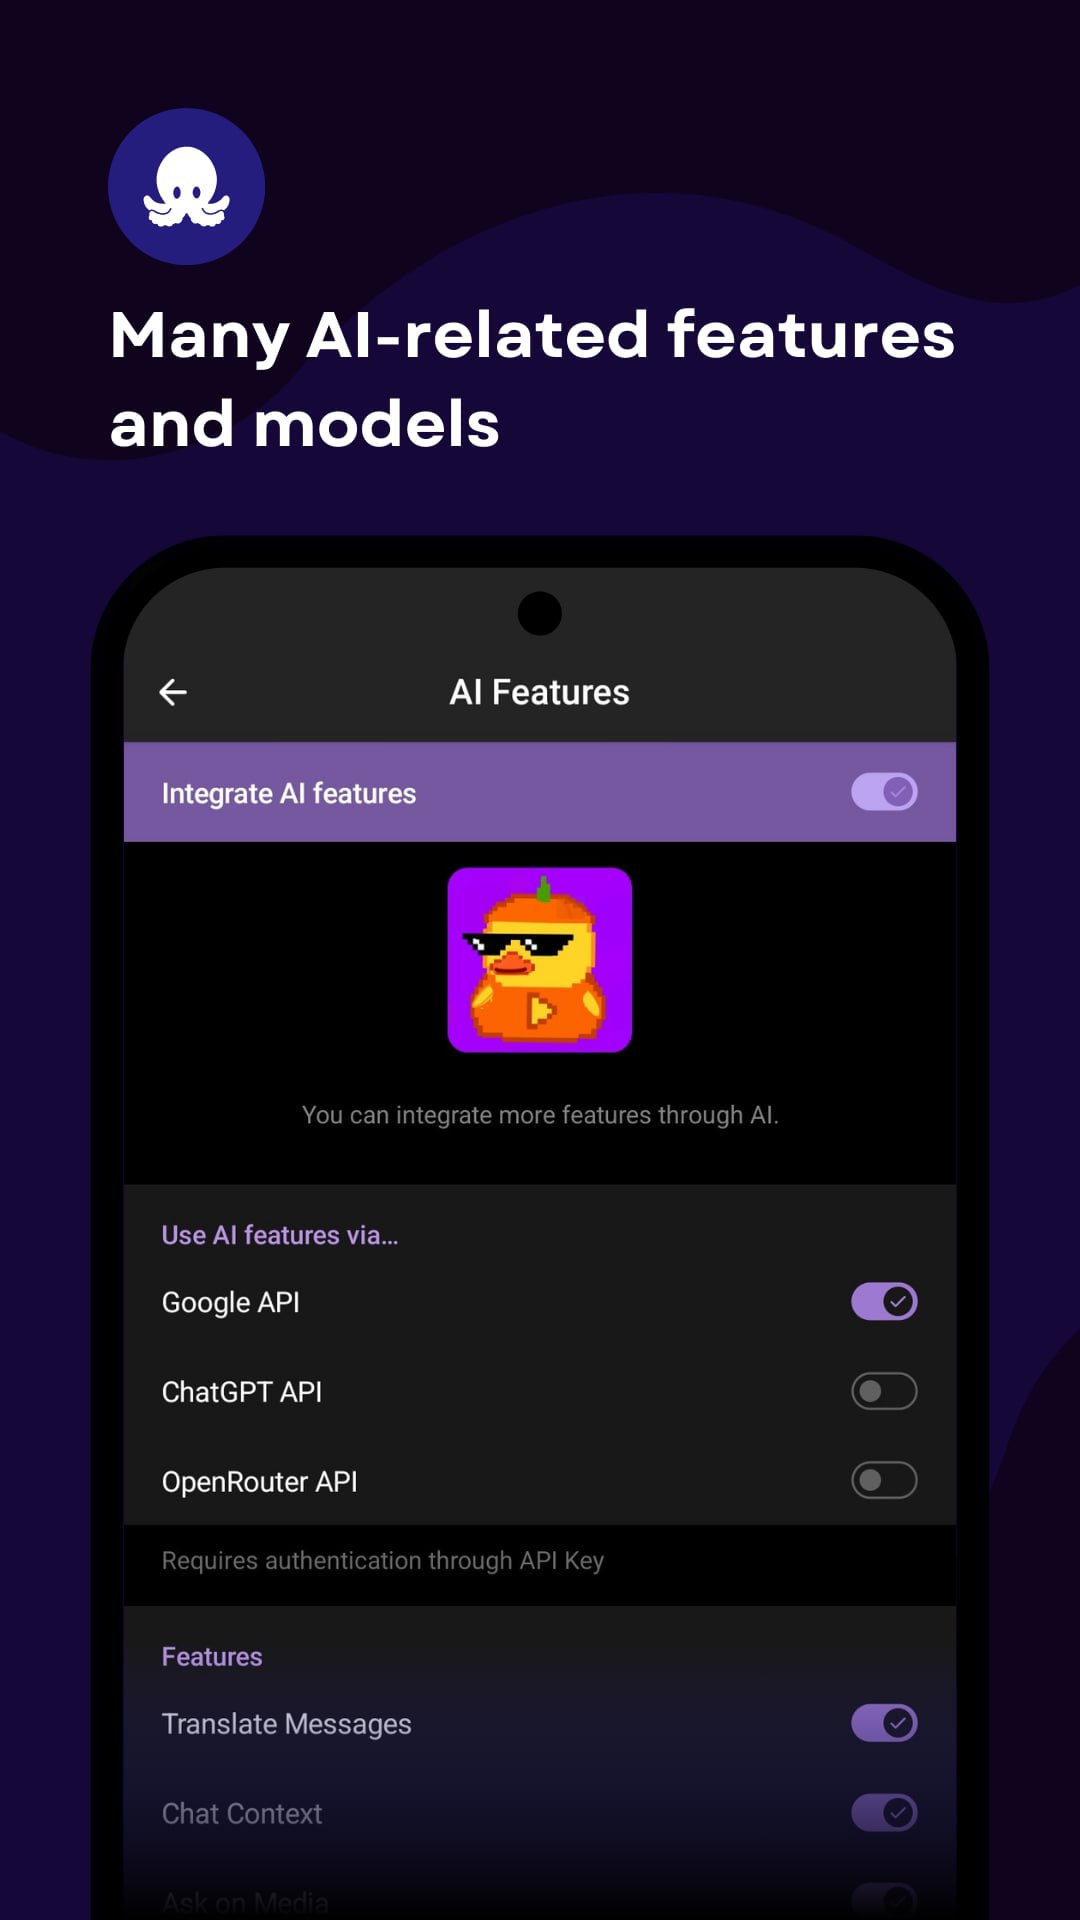 Many AI-related features
and models
AI Features
Integrate AI features
You can integrate more features through AI.
Use AI features via...
Google API
ChatGPT API
OpenRouter API
Requires authentication through API Key
Features
Translate Messages
Chat Context
Ask on Media